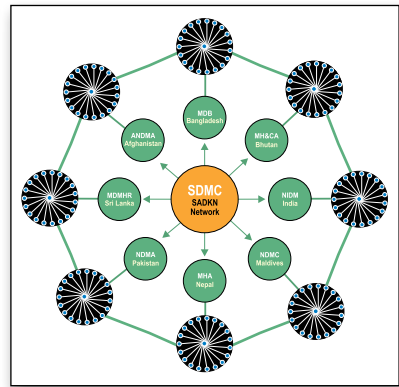 MDB
Bangladesh
ANDMA
Afghanistan
MH&CA
Bhutan
MDMHR
Sri Lanka
SDMC
SADKN
Network
NIDM
India
NDMA
Pakistan
NDMC
Maldives
MHA
Nepal